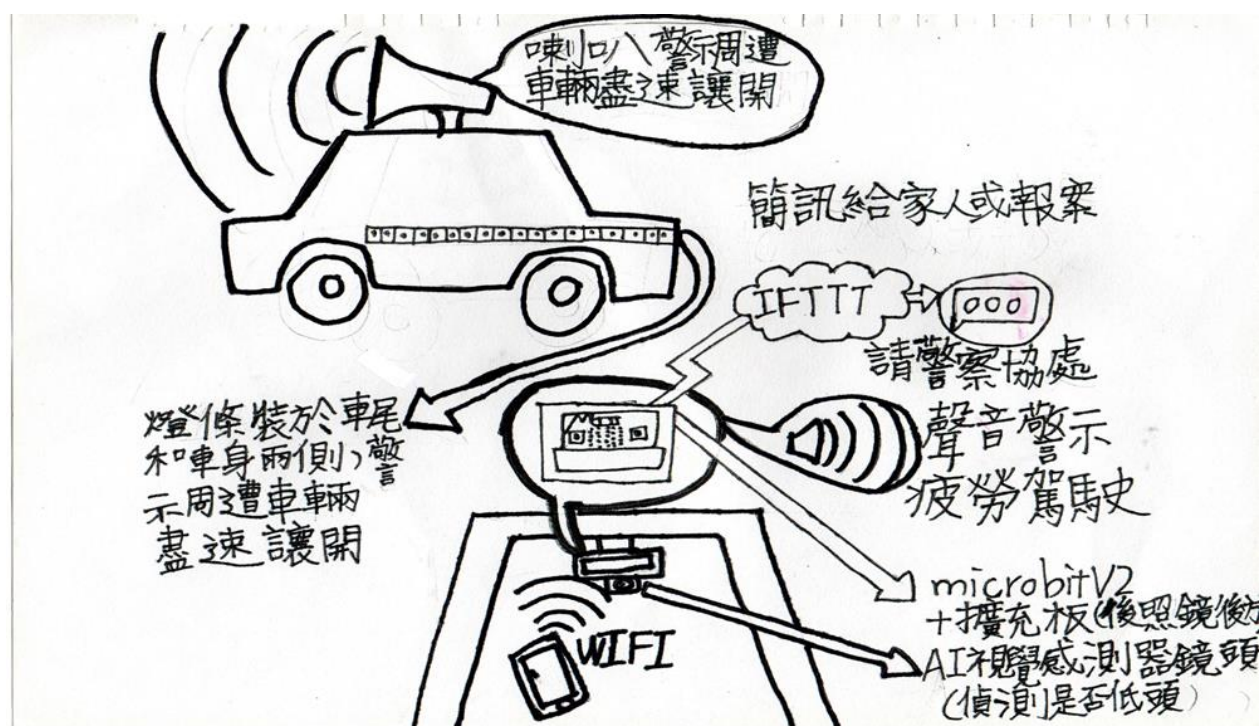 喇叭警示周遭
車輛盡速讓開
簡訊給家人或報案
IFTTT
請警察協處
燈條裝於車尾
和車身兩側,警
示周遭車輛
盡速讓開
聲音警示
疲勞駕駛
microbitV2
+擴充板(後照鏡後方
WIFI
AI視覺感測器鏡頭
(偵測是否低頭)